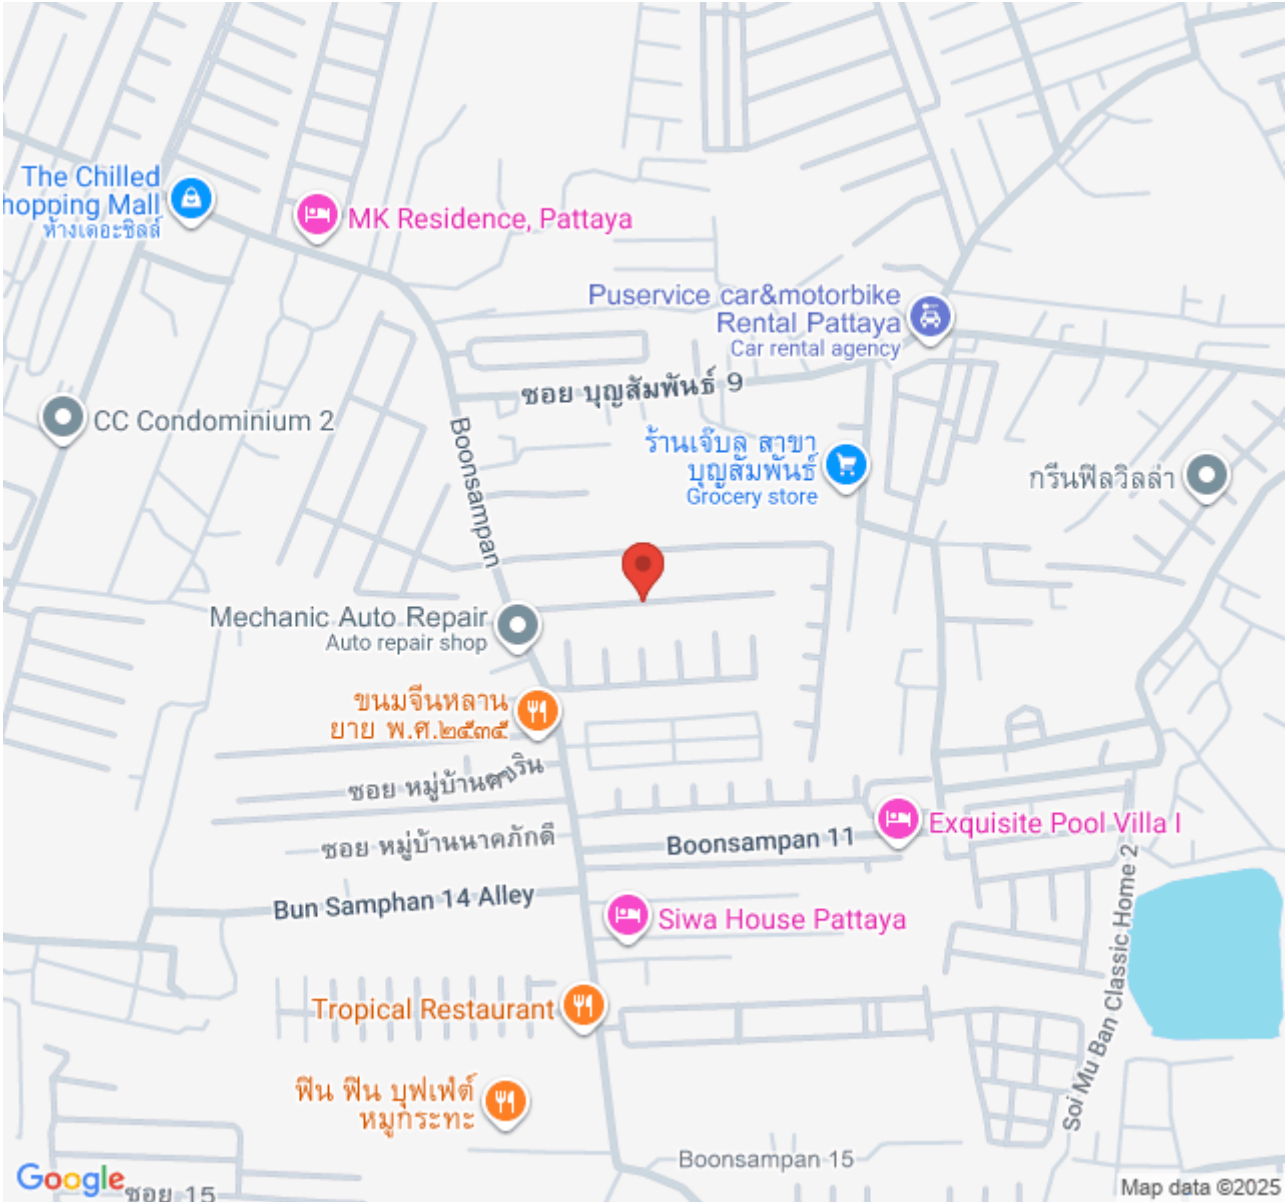 The Chilled
hopping Mall
ห้างเดอะชิลล์
MK Residence, Pattaya
Puservice car&motorbike
Rental Pattaya
Car rental agency
ซอย บุญสัมพันธ์ 9
CC Condominium 2
Boonsampan
ร้านเจ๊บล สาขา
บุญสัมพันธ์
Grocery store
กรีนฟิลวิลล่า
Mechanic Auto Repair
Auto repair shop
ขนมจีนหลาน
ยาย พ.ศ.๒๕๓๕
ซอย หมู่บ้าน
ซอย หมู่บ้านนาคภักดี
Boonsampan 11
Exquisite Pool Villa I
Bun Samphan 14 Alley
Siwa House Pattaya
Soi Mu Ban Classic Home 2
Tropical Restaurant
ฟิน ฟิน บุฟเฟ่ต์
หมูกระทะ
Boonsampan 15
Google
ซอย 15
Map data ©2025